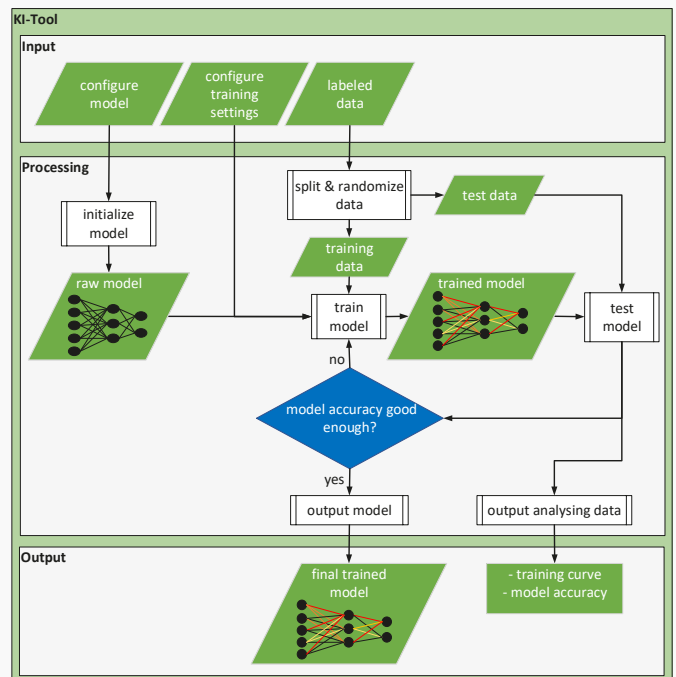 KI-Tool
Input
configure
model
configure
training
settings
labeled
data
Processing
initialize
model
split & randomize
data
test data
training
data
raw model
train
model
trained model
test
model
no
model accuracy good
enough?
yes
output model
output analysing data
Output
final trained
model
- training curve
- model accuracy